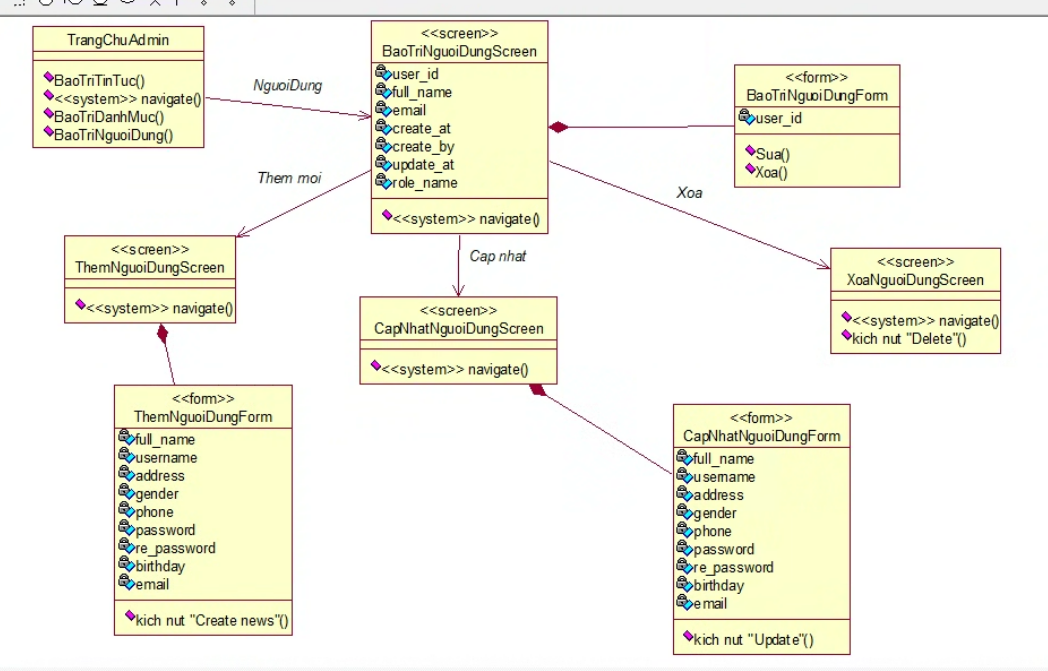 TrangChuAdmin
BaoTriTinTuc()
<<system>> navigate()
BaoTriDanhMuc()
BaoTriNguoiDung()
NguoiDung
<<screen>>
BaoTriNguoiDungScreen
user_id
full_name
email
create_at
create_by
update_at
role_name
<<system>> navigate()
<<form>>
BaoTriNguoiDungForm
user_id
Sua()
Xoa()
Them moi
Cap nhat
Xoa
<<screen>>
ThemNguoiDungScreen
<<system>> navigate()
<<screen>>
CapNhatNguoiDungScreen
<<system>> navigate()
<<screen>>
XoaNguoiDungScreen
<<system>> navigate()
kich nut "Delete"()
<<form>>
ThemNguoiDungForm
full_name
username
address
gender
phone
password
re_password
birthday
email
kich nut "Create news"()
<<form>>
CapNhatNguoiDungForm
full_name
username
address
gender
phone
password
re_password
birthday
email
kich nut "Update"()